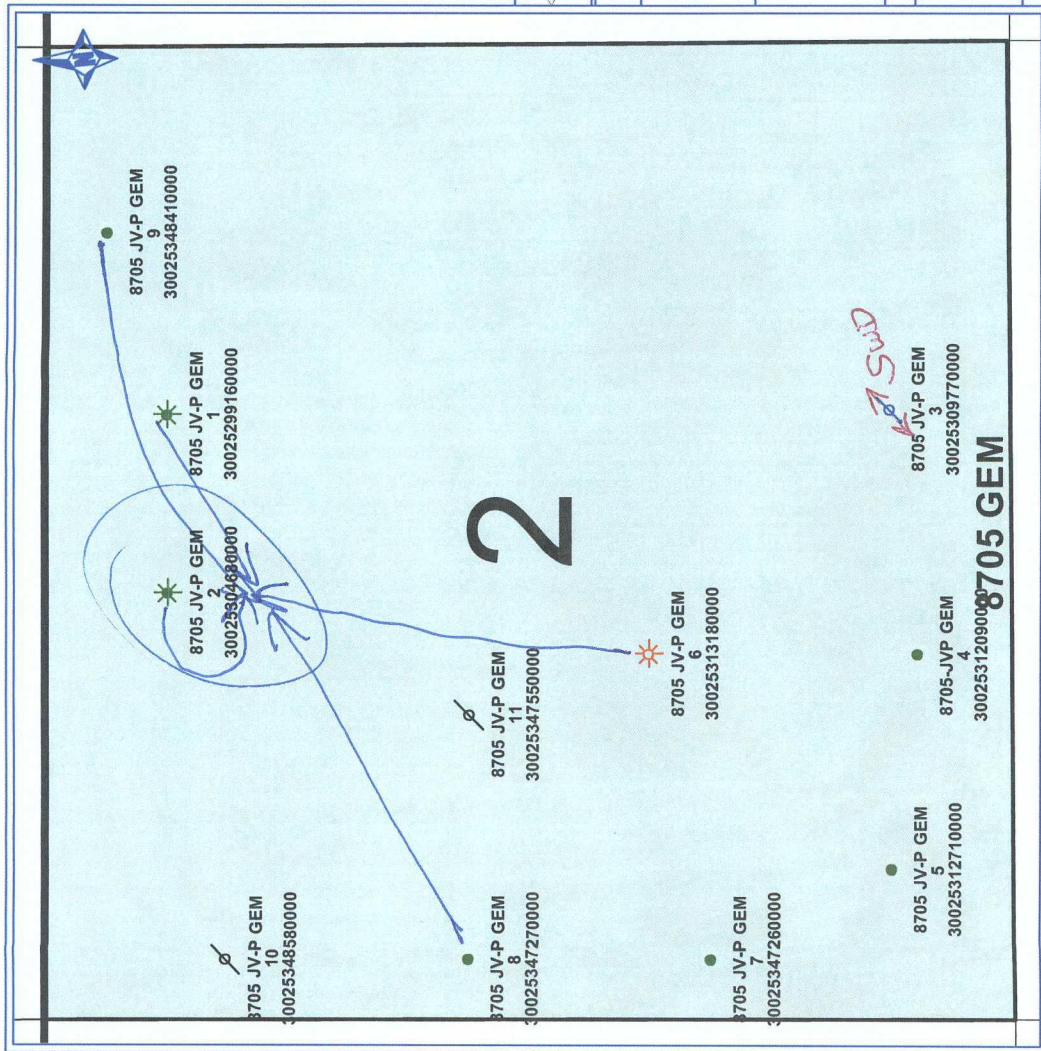 N
8705 JV-P GEM
9
30025348410000
8705 JV-P GEM
1
30025299160000
8705 JV-P GEM
2
30025304680000
2
7 SWD
8705 JV-P GEM
3
30025309770000
8705 JV-P GEM
6
30025313180000
8705 JV-P GEM
11
30025347550000
8705-JVP GEM
4
30025312090000
8705 GEM
8705 JV-P GEM
5
30025312710000
8705 JV-P GEM
10
30025348580000
8705 JV-P GEM
8
30025347270000
8705 JV-P GEM
7
30025347260000